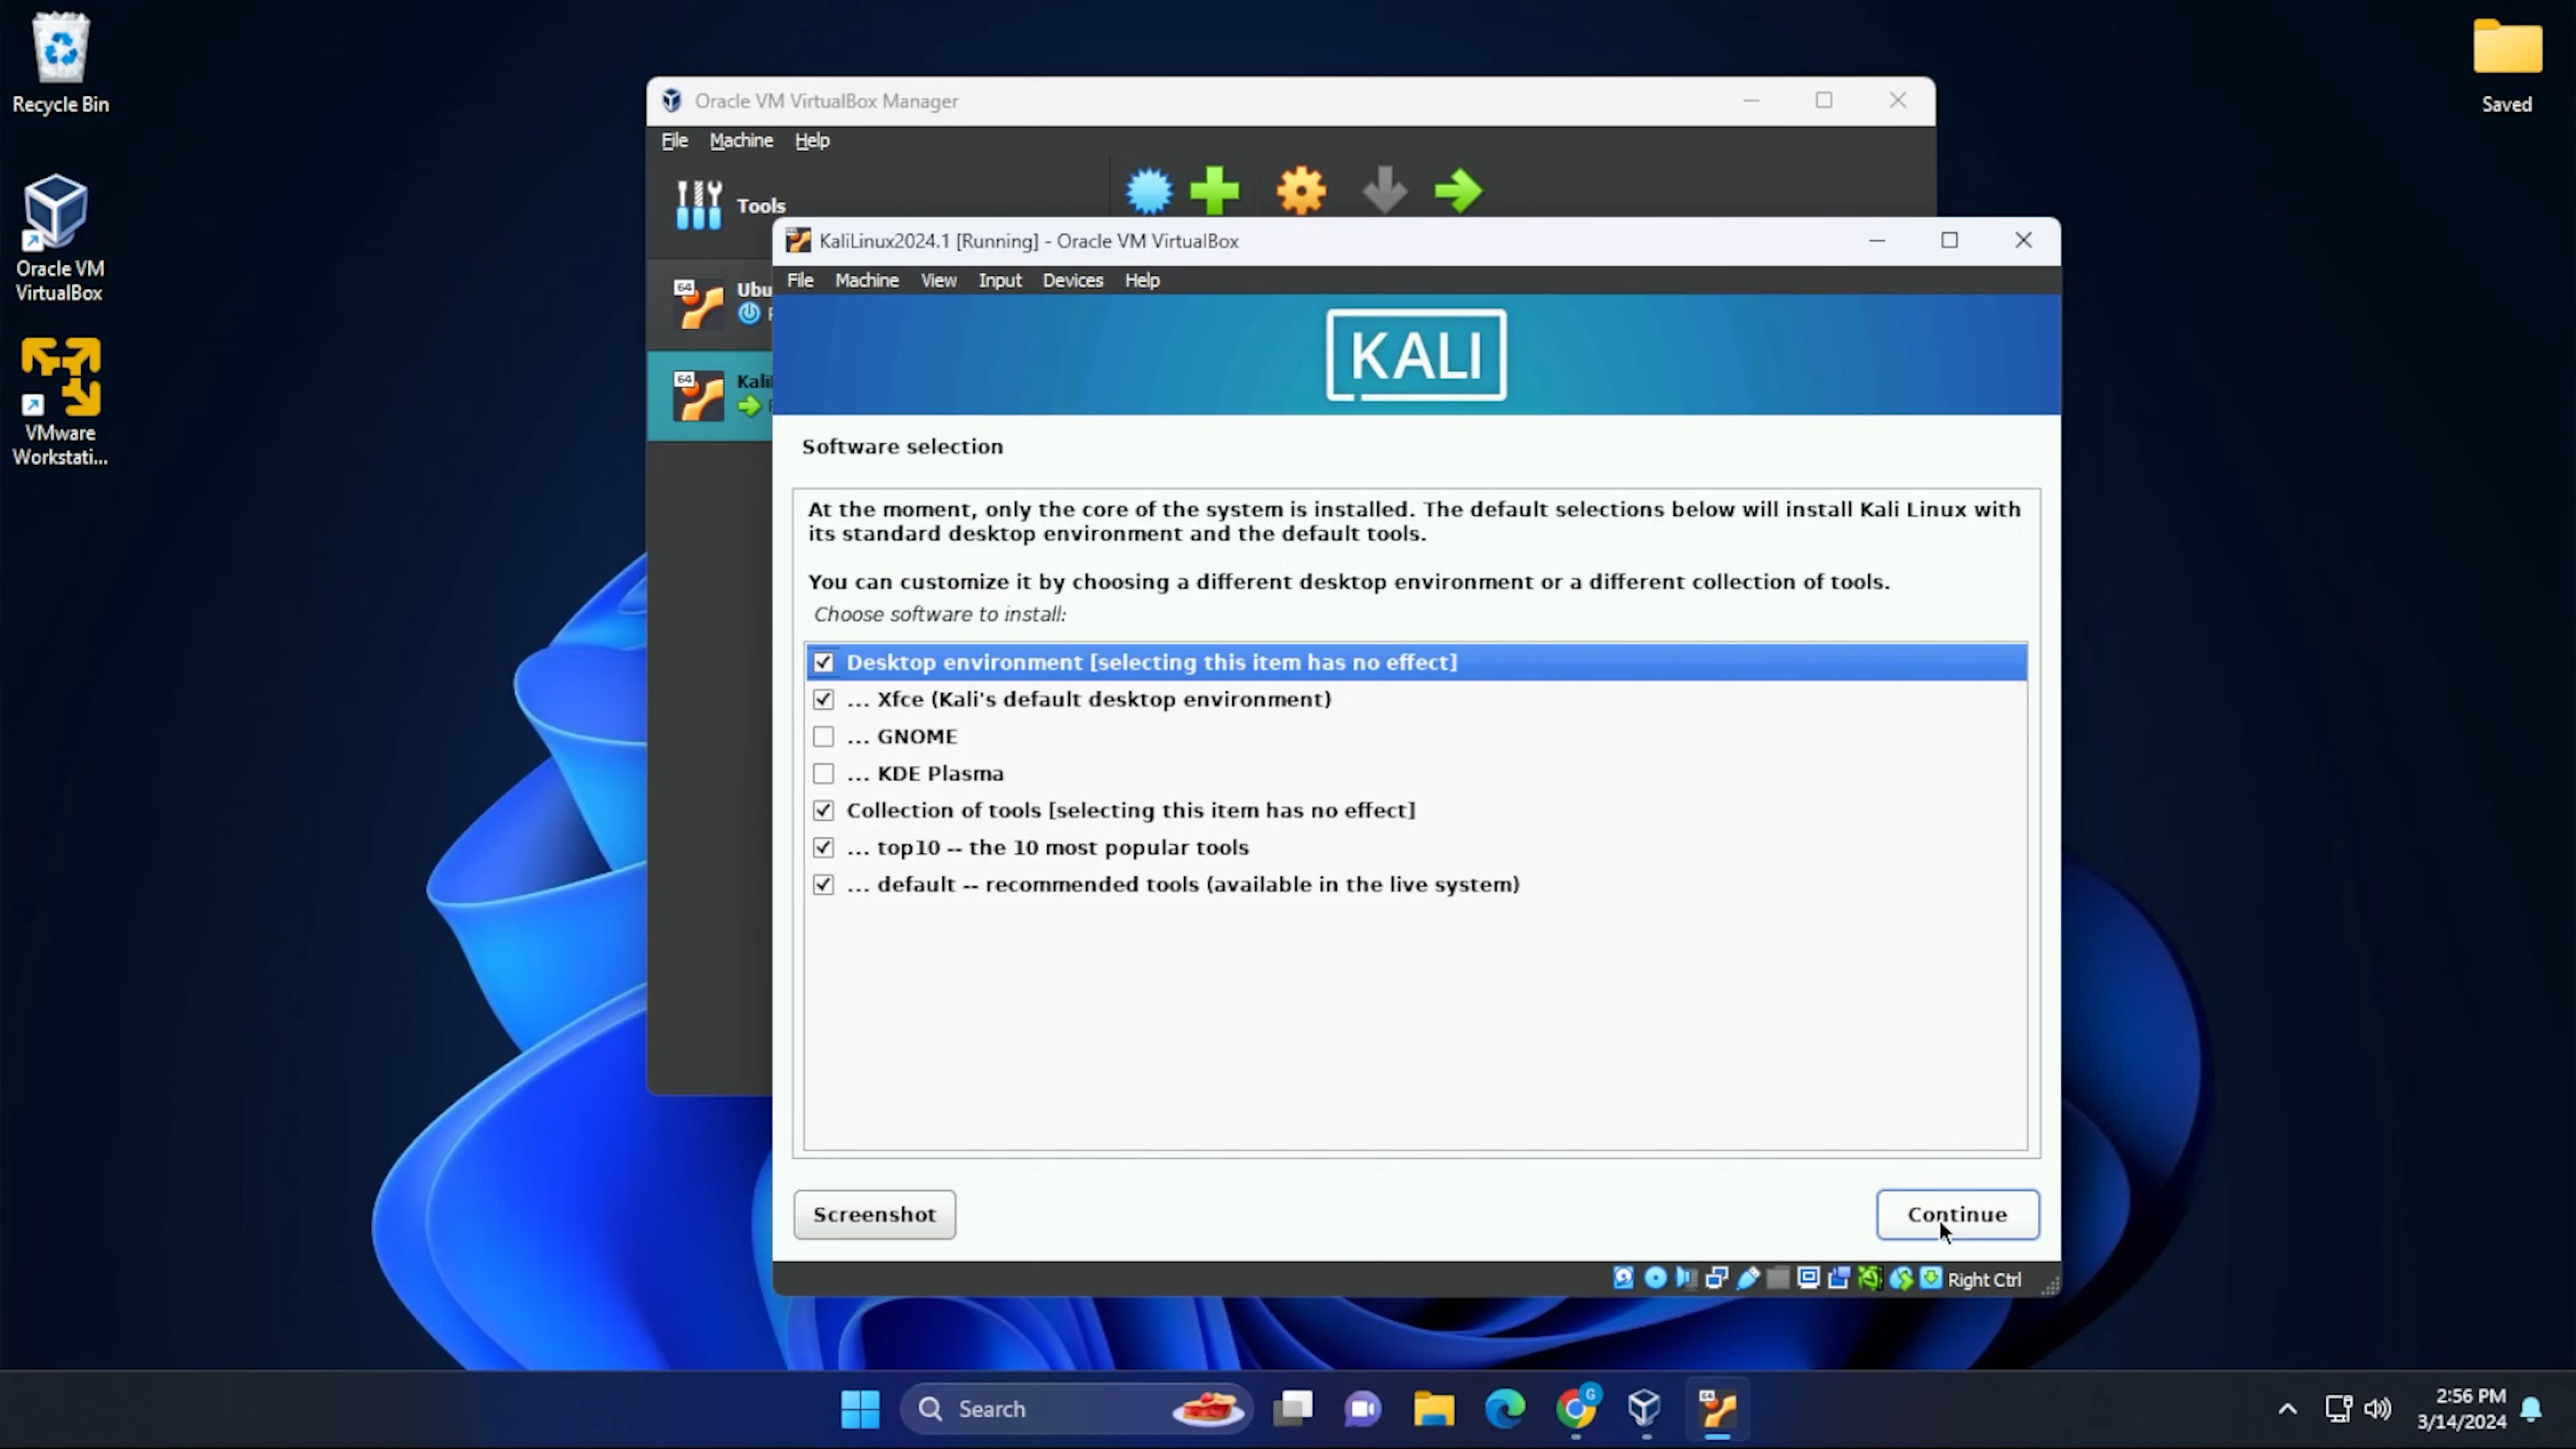 Recycle Bin
Oracle VM
VirtualBox
VMware
Workstati...
Saved
Oracle VM VirtualBox Manager
File Machine Help
Tools
64 Ubu
64 Kali
KaliLinux2024.1 [Running] - Oracle VM VirtualBox
File Machine View Input Devices Help
KALI
Software selection
At the moment, only the core of the system is installed. The default selections below will install Kali Linux with
its standard desktop environment and the default tools.
You can customize it by choosing a different desktop environment or a different collection of tools.
Choose software to install:
Desktop environment [selecting this item has no effect]
... Xfce (Kali's default desktop environment)
... GNOME
... KDE Plasma
Collection of tools [selecting this item has no effect]
... top10 -- the 10 most popular tools
... default -- recommended tools (available in the live system)
Screenshot
Continue
Right Ctrl
Search
G
64
2:56 PM
3/14/2024